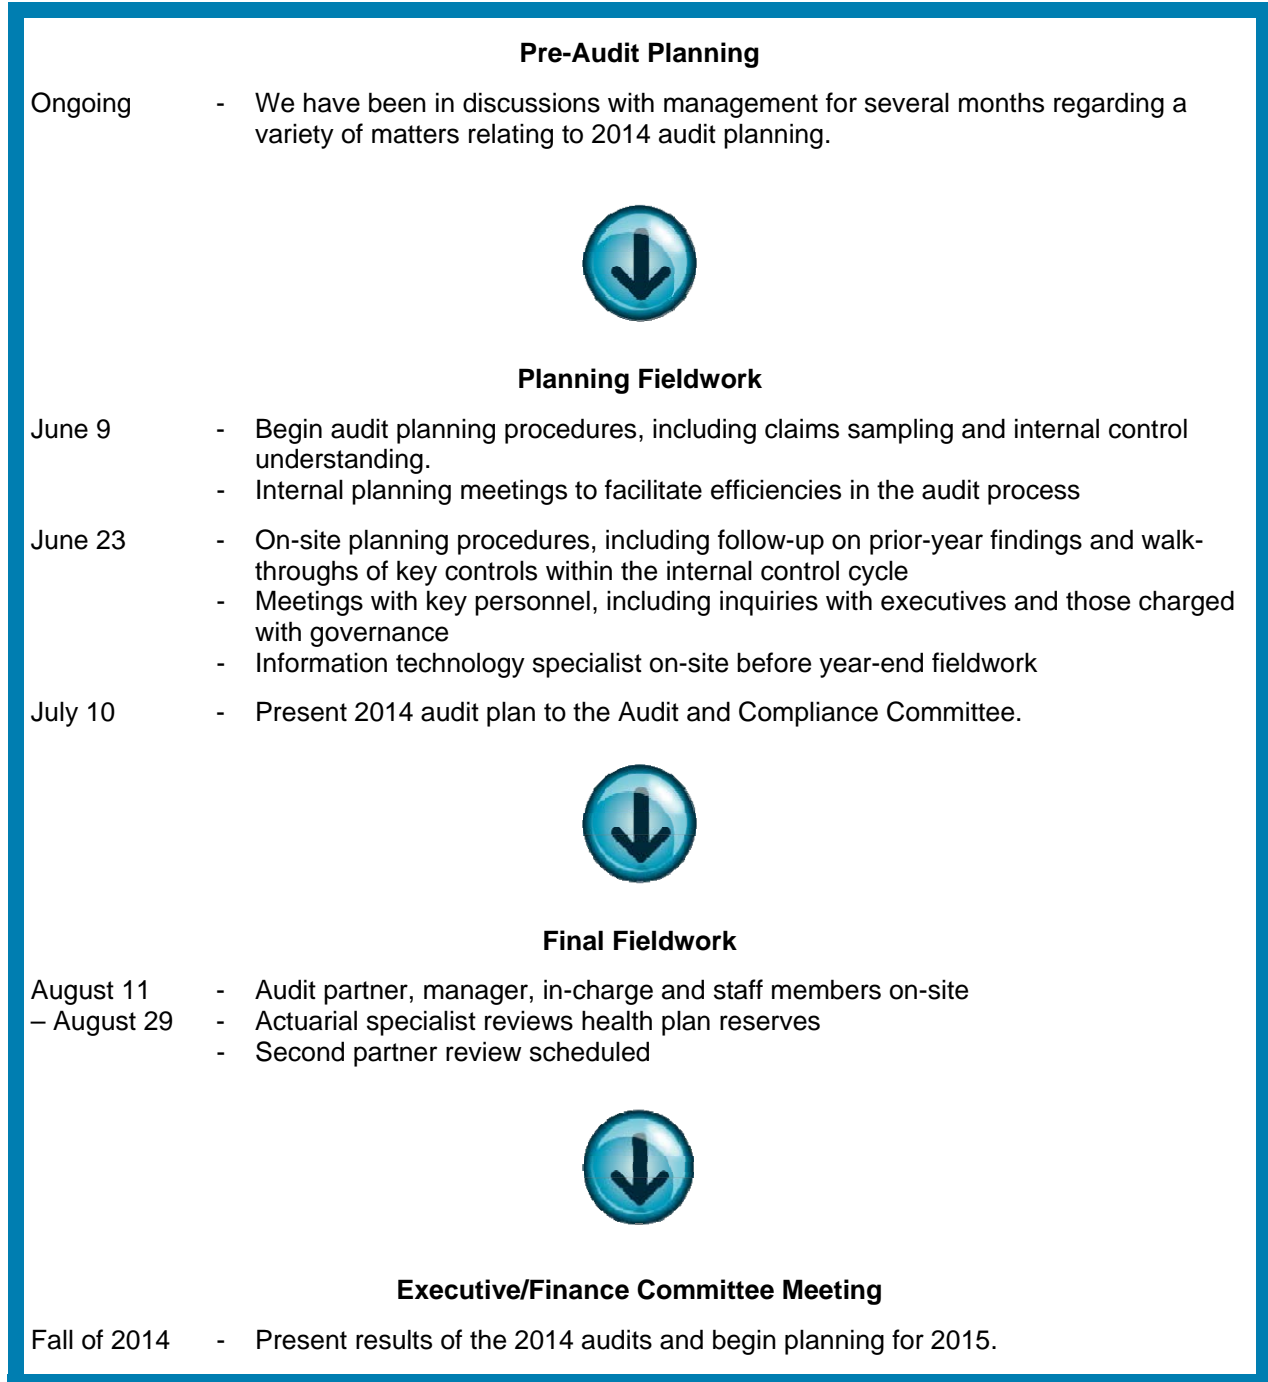 Pre-Audit Planning
Ongoing - We have been in discussions with management for several months regarding a
variety of matters relating to 2014 audit planning.
Planning Fieldwork
June 9 - Begin audit planning procedures, including claims sampling and internal control
understanding.
- Internal planning meetings to facilitate efficiencies in the audit process
June 23 - On-site planning procedures, including follow-up on prior-year findings and walk-
throughs of key controls within the internal control cycle
- Meetings with key personnel, including inquiries with executives and those charged
with governance
- Information technology specialist on-site before year-end fieldwork
July 10 - Present 2014 audit plan to the Audit and Compliance Committee.
Final Fieldwork
August 11 - Audit partner, manager, in-charge and staff members on-site
– August 29 - Actuarial specialist reviews health plan reserves
- Second partner review scheduled
Executive/Finance Committee Meeting
Fall of 2014 - Present results of the 2014 audits and begin planning for 2015.